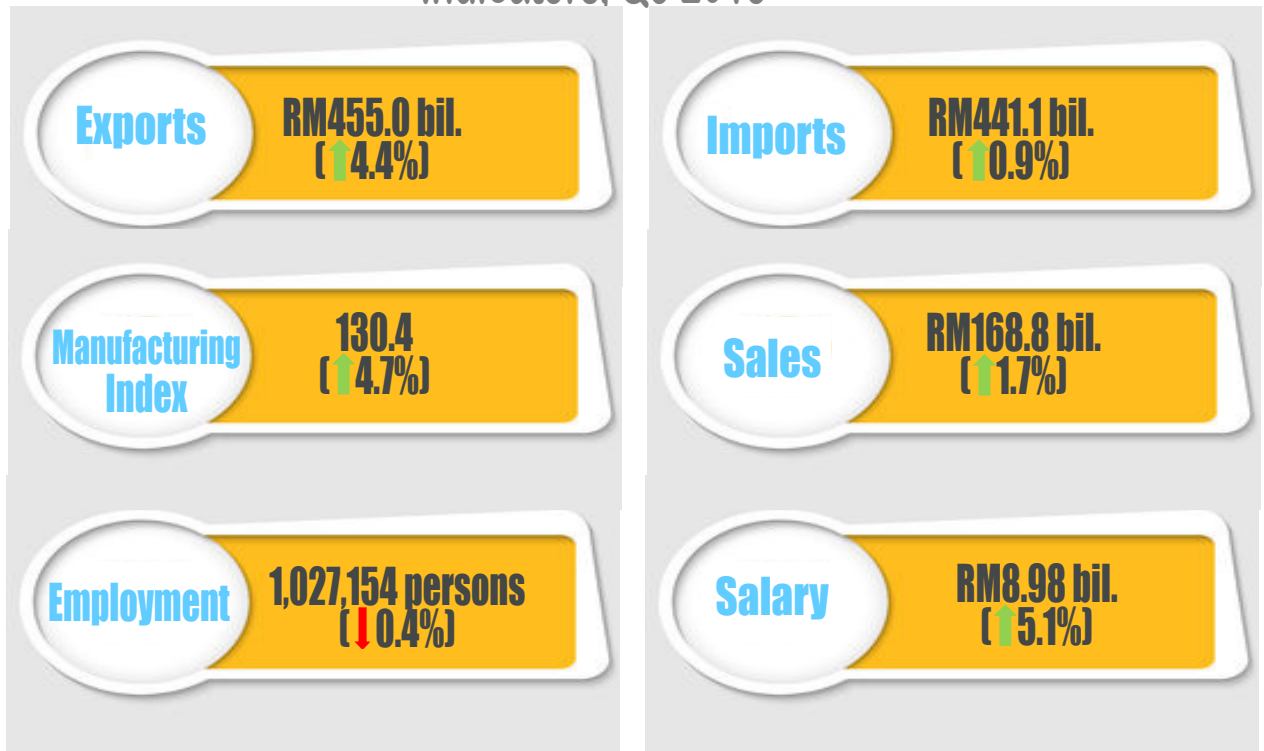 Exports
RM455.0 bil.
(⬆4.4%)
Imports
RM441.1 bil.
(⬆0.9%)
Manufacturing
Index
130.4
(⬆4.7%)
Sales
RM168.8 bil.
(⬆1.7%)
Employment
1,027,154 persons
(⬇0.4%)
Salary
RM8.98 bil.
(⬆5.1%)